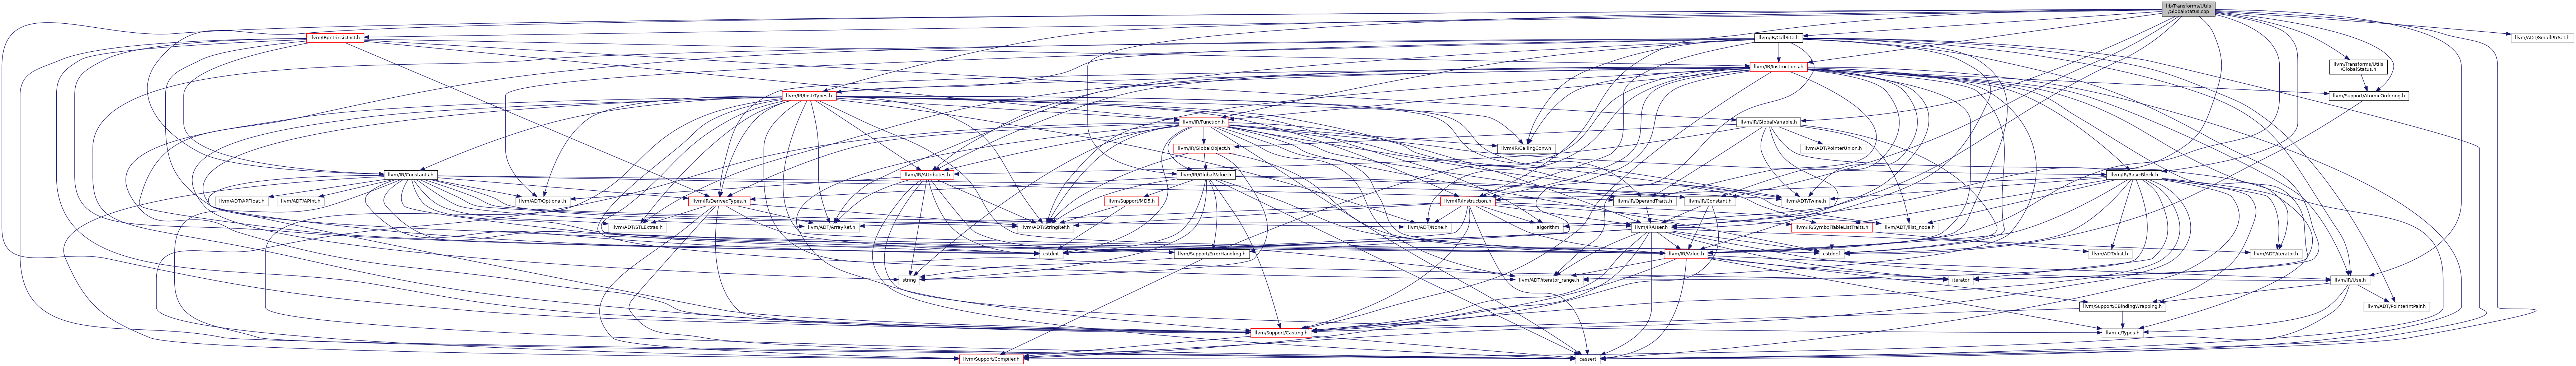 lib/Transforms/Utils
/GlobalStatus.cpp
llvm/IR/IntrinsicInst.h
llvm/IR/CallSite.h
llvm/ADT/SmallPtrSet.h
llvm/IR/Instructions.h
llvm/Transforms/Utils
/GlobalStatus.h
llvm/IR/InstrTypes.h
llvm/Support/AtomicOrdering.h
llvm/IR/Function.h
llvm/IR/GlobalVariable.h
llvm/IR/GlobalObject.h
llvm/IR/CallingConv.h
llvm/ADT/PointerUnion.h
llvm/IR/Constants.h
llvm/IR/Attributes.h
llvm/IR/GlobalValue.h
llvm/IR/BasicBlock.h
llvm/ADT/APFloat.h
llvm/ADT/APInt.h
llvm/ADT/Optional.h
llvm/IR/DerivedTypes.h
llvm/Support/MD5.h
llvm/IR/Instruction.h
llvm/IR/OperandTraits.h
llvm/IR/Constant.h
llvm/ADT/Twine.h
llvm/ADT/STLExtras.h
llvm/ADT/ArrayRef.h
llvm/ADT/StringRef.h
llvm/ADT/None.h
algorithm
llvm/IR/User.h
llvm/IR/SymbolTableListTraits.h
llvm/ADT/ilist_node.h
cstdint
llvm/Support/ErrorHandling.h
llvm/IR/Value.h
cstddef
llvm/ADT/ilist.h
llvm/ADT/iterator.h
string
llvm/ADT/iterator_range.h
iterator
llvm/IR/Use.h
llvm/Support/CBindingWrapping.h
llvm/ADT/PointerIntPair.h
llvm/Support/Casting.h
llvm-c/Types.h
llvm/Support/Compiler.h
cassert